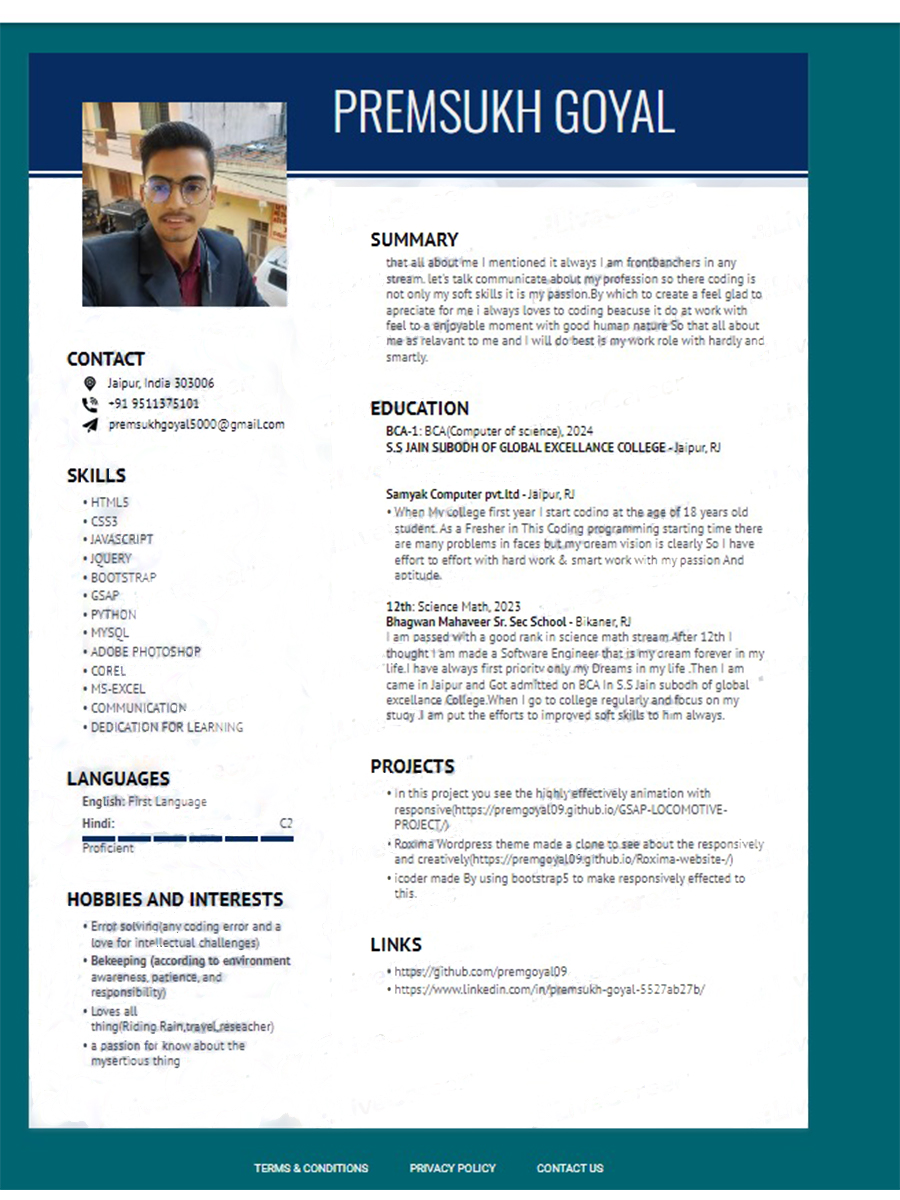 PREMSUKH GOYAL
CONTACT
Jaipur, India 303006
+91 9511375101
premsukhgoyal5000@gmail.com
SKILLS
• HTML5
• CSS3
• JAVASCRIPT
• JQUERY
• BOOTSTRAP
• GSAP
• PYTHON
• MYSQL
• ADOBE PHOTOSHOP
• COREL
• MS-EXCEL
• COMMUNICATION
• DEDICATION FOR LEARNING
LANGUAGES
English: First Language
Hindi: C2
Proficient
HOBBIES AND INTERESTS
• Errot solving(any coding error and a
love for intellectual challenges)
• Bekeeping (according to environment
awareness, patience, and
responsibility)
• Loves all
thing(Riding,Rain,travel,reseacher)
• a passion for know about the
mysertious thing
SUMMARY
that all about me I mentioned it always I am frontbanchers in any
stream. let's talk communicate about my profession so there coding is
not only my soft skills it is my passion.By which to create a feel glad to
apreciate for me i always loves to coding beacuse it do at work with
feel to a enjoyable moment with good human nature So that all about
me as relavant to me and I will do best is my work role with hardly and
smartly.
EDUCATION
BCA-1: BCA(Computer of science), 2024
S.S JAIN SUBODH OF GLOBAL EXCELLANCE COLLEGE - Jaipur, RJ
Samyak Computer pvt.ltd - Jaipur, RJ
• When My college first year I start coding at the age of 18 years old
student. As a Fresher in This Coding programming starting time there
are many problems in faces but my dream vision is clearly So I have
effort to effort with hard work & smart work with my passion And
aptitude.
12th: Science Math, 2023
Bhagwan Mahaveer Sr. Sec School - Bikaner, RJ
I am passed with a good rank in science math stream.After 12th I
thought I am made a Software Engineer that is my dream forever in my
life.I have always first priority only my Dreams in my life .Then I am
came in Jaipur and Got admitted on BCA In S.S Jain subodh of global
excellance College.When I go to college regularly and focus on my
study .I am put the efforts to improved soft skills to him always.
PROJECTS
• In this project you see the highly effectively animation with
responsive(https://premgoyal09.github.io/GSAP-LOCOMOTIVE-
PROJECT/)
• Roxima Wordpress theme made a clone to see about the responsively
and creatively(https://premgoyal09.github.io/Roxima-website-/)
• icoder made By using bootstrap5 to make responsively effected to
this.
LINKS
• https://github.com/premgoyal09
• https://www.linkedin.com/in/premsukh-goyal-5527ab27b/
TERMS & CONDITIONS PRIVACY POLICY CONTACT US